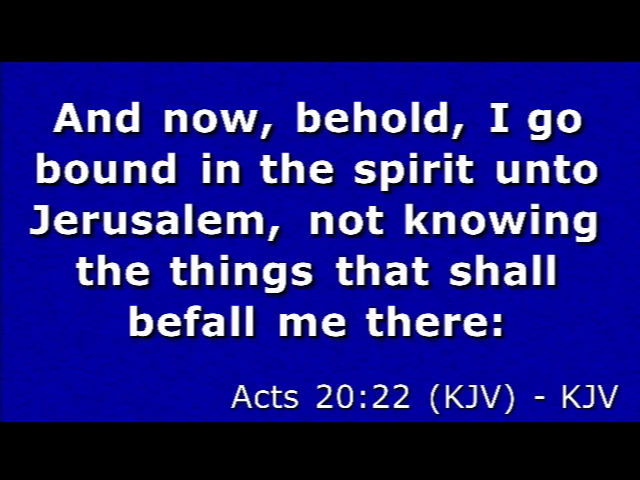 And now, behold, I go
bound in the spirit unto
Jerusalem, not knowing
the things that shall
befall me there:
Acts 20:22 (KJV) - KJV